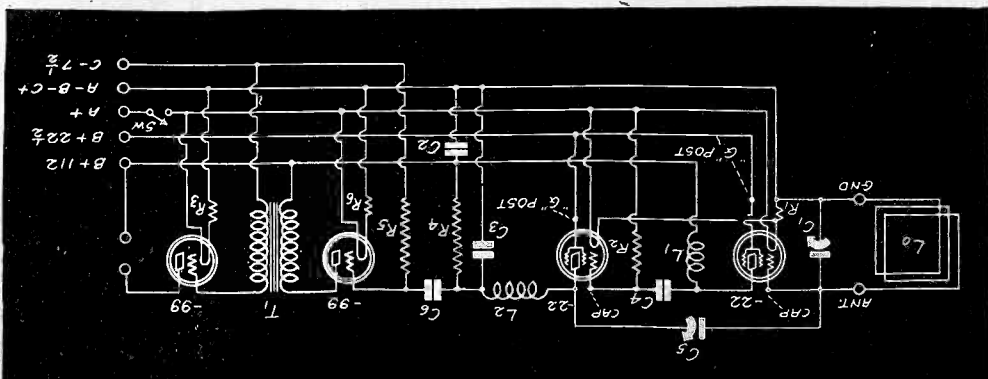 C5
ANT.
CAP
-22
C4
CAP
-22
L2
C6
-99
T1
-99
L0
GND
C1
R1
L1
R2
"G" POST
"G" POST
C3
R4
C2
R5
R6
R3
B+112
B+22½
SW
A+
A-B-C+
C-7½